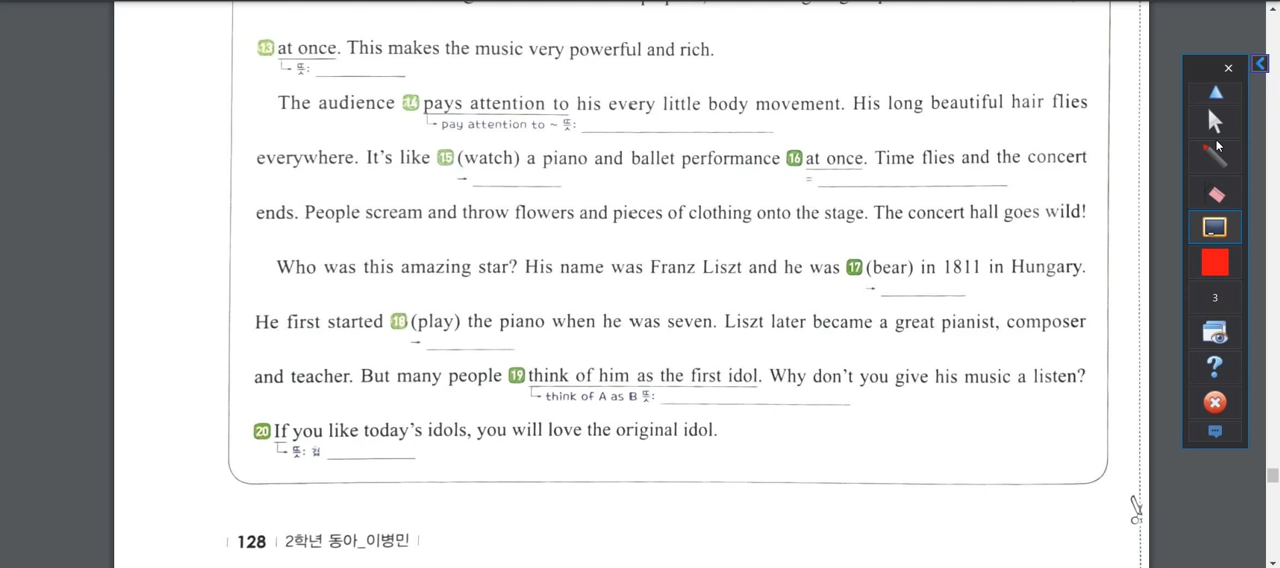 13 at once. This makes the music very powerful and rich.
뜻:
The audience 14 pays attention to his every little body movement. His long beautiful hair flies
pay attention to ~ 뜻:
everywhere. It's like 15 (watch) a piano and ballet performance 16 at once. Time flies and the concert
→ =
ends. People scream and throw flowers and pieces of clothing onto the stage. The concert hall goes wild!
Who was this amazing star? His name was Franz Liszt and he was 17 (bear) in 1811 in Hungary.
→
He first started 18 (play) the piano when he was seven. Liszt later became a great pianist, composer
→
and teacher. But many people 19 think of him as the first idol. Why don't you give his music a listen?
think of A as B 뜻:
20 If you like today's idols, you will love the original idol.
뜻:
128 2학년 동아_이병민
3
?